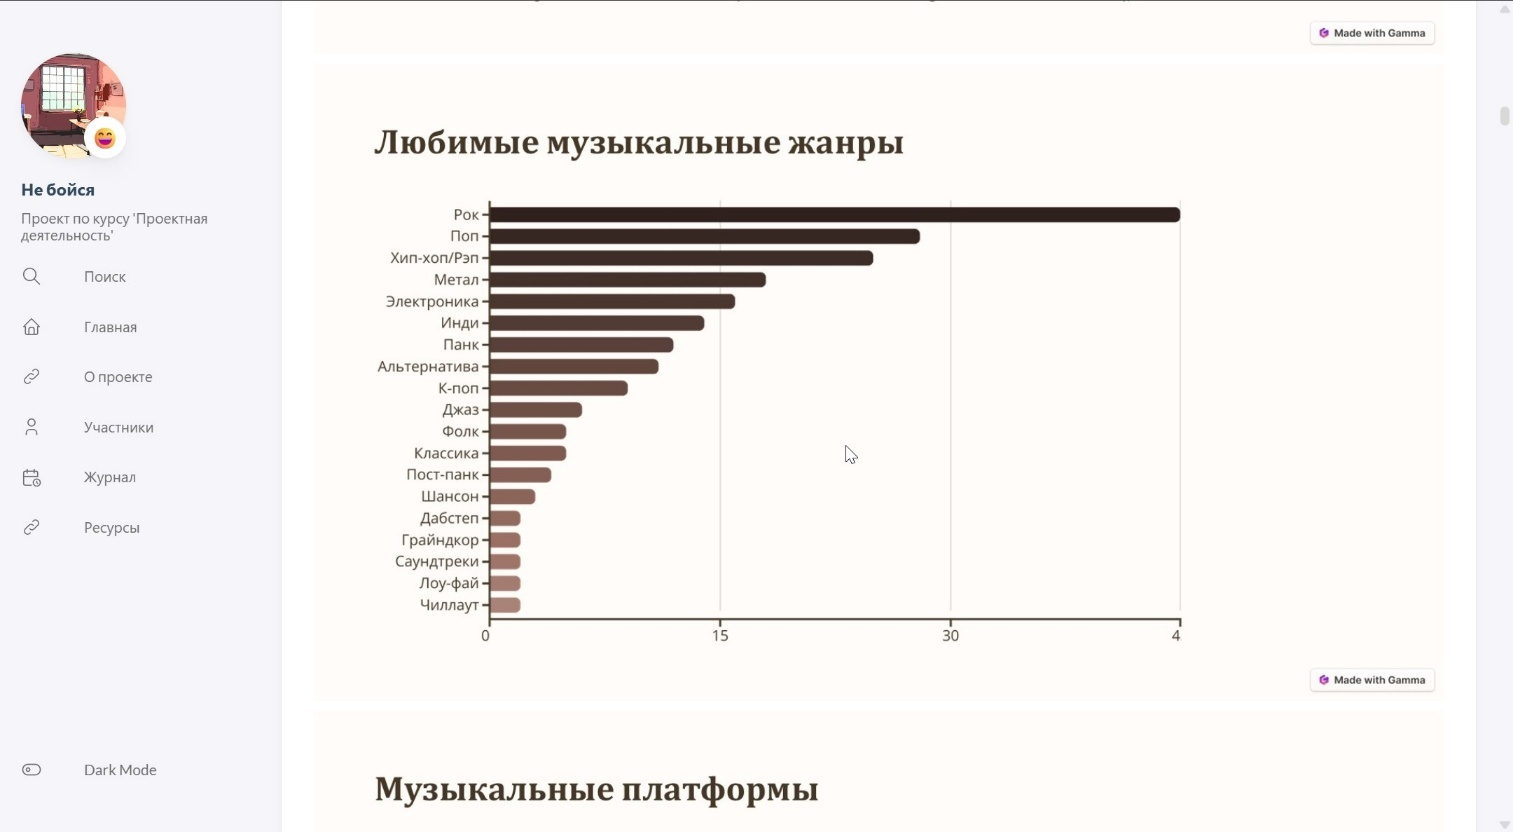 Made with Gamma
Не бойся
Проект по курсу 'Проектная
деятельность'
Поиск
Главная
О проекте
Участники
Журнал
Ресурсы
Dark Mode
Любимые музыкальные жанры
Рок
Поп
Хип-хоп/Рэп
Метал
Электроника
Инди
Панк
Альтернатива
К-поп
Джаз
Фолк
Классика
Пост-панк
Шансон
Дабстеп
Грайндкор
Саундтреки
Лоу-фай
Чиллаут
0 15 30 4
Made with Gamma
Музыкальные платформы